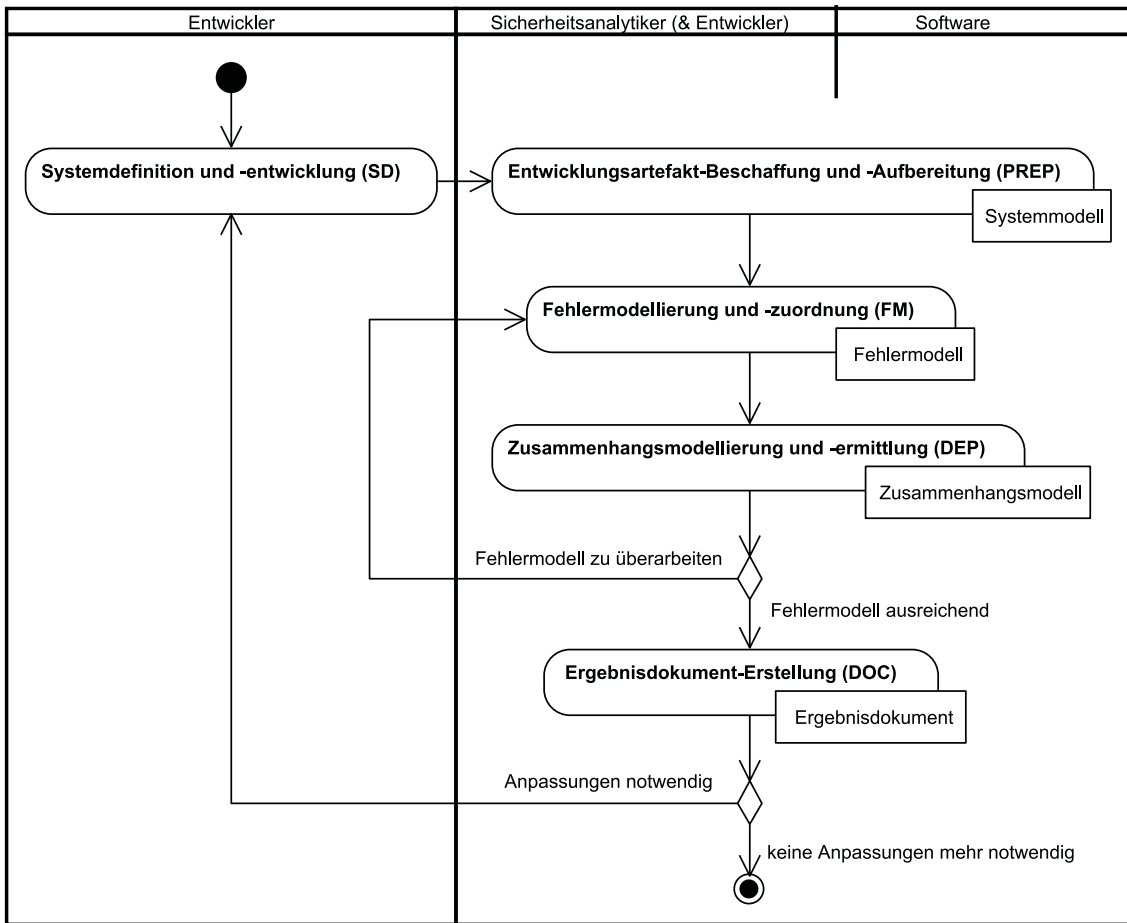 Entwickler
Sicherheitsanalytiker (& Entwickler)
Software
Systemdefinition und -entwicklung (SD)
Entwicklungsartefakt-Beschaffung und -Aufbereitung (PREP)
Systemmodell
Fehlermodellierung und -zuordnung (FM)
Fehlermodell
Zusammenhangsmodellierung und -ermittlung (DEP)
Zusammenhangsmodell
Fehlermodell zu überarbeiten
Fehlermodell ausreichend
Ergebnisdokument-Erstellung (DOC)
Ergebnisdokument
Anpassungen notwendig
keine Anpassungen mehr notwendig